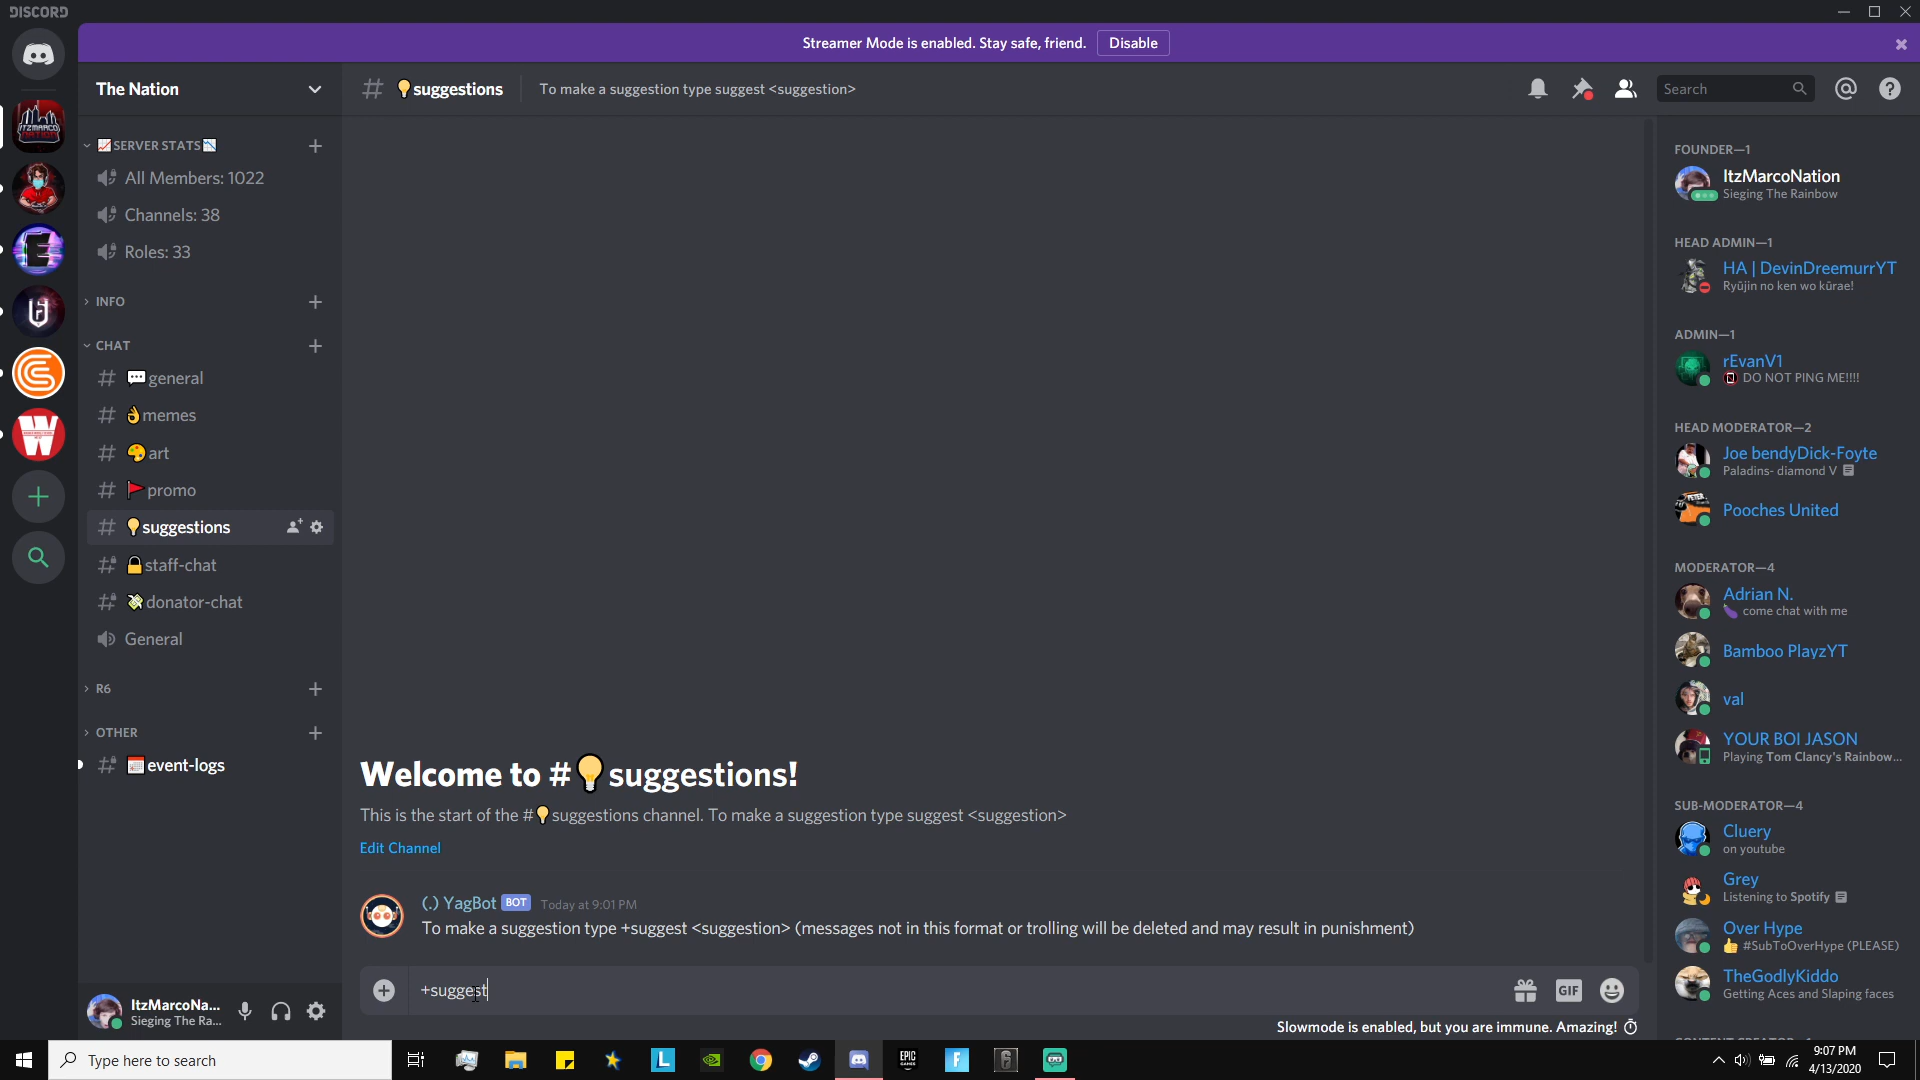 DISCORD
Streamer Mode is enabled. Stay safe, friend. Disable
The Nation
# 💡suggestions To make a suggestion type suggest <suggestion>
Search
📈SERVER STATS📉
All Members: 1022
Channels: 38
Roles: 33
INFO
CHAT
💬general
👌memes
🎨art
🚩promo
💡suggestions
🔒staff-chat
💸donator-chat
General
R6
OTHER
📅event-logs
ItzMarcoNa...
Sieging The Ra...
ITZMARCO
NATION
Welcome to #💡suggestions!
This is the start of the #💡suggestions channel. To make a suggestion type suggest <suggestion>
Edit Channel
(.) YagBot BOT Today at 9:01 PM
To make a suggestion type +suggest <suggestion> (messages not in this format or trolling will be deleted and may result in punishment)
+suggest
GIF
Slowmode is enabled, but you are immune. Amazing!
FOUNDER—1
ItzMarcoNation
Sieging The Rainbow
HEAD ADMIN—1
HA | DevinDreemurrYT
Ryūjin no ken wo kūrae!
ADMIN—1
rEvanV1
DO NOT PING ME!!!!
HEAD MODERATOR—2
Joe bendyDick-Foyte
Paladins- diamond V
Pooches United
MODERATOR—4
Adrian N.
🍆 come chat with me
Bamboo PlayzYT
val
YOUR BOI JASON
Playing Tom Clancy's Rainbow...
SUB-MODERATOR—4
Cluery
on youtube
Grey
Listening to Spotify
Over Hype
👍 #SubToOverHype (PLEASE)
TheGodlyKiddo
Getting Aces and Slaping faces
Type here to search
EPIC
GAMES
9:07 PM
4/13/2020